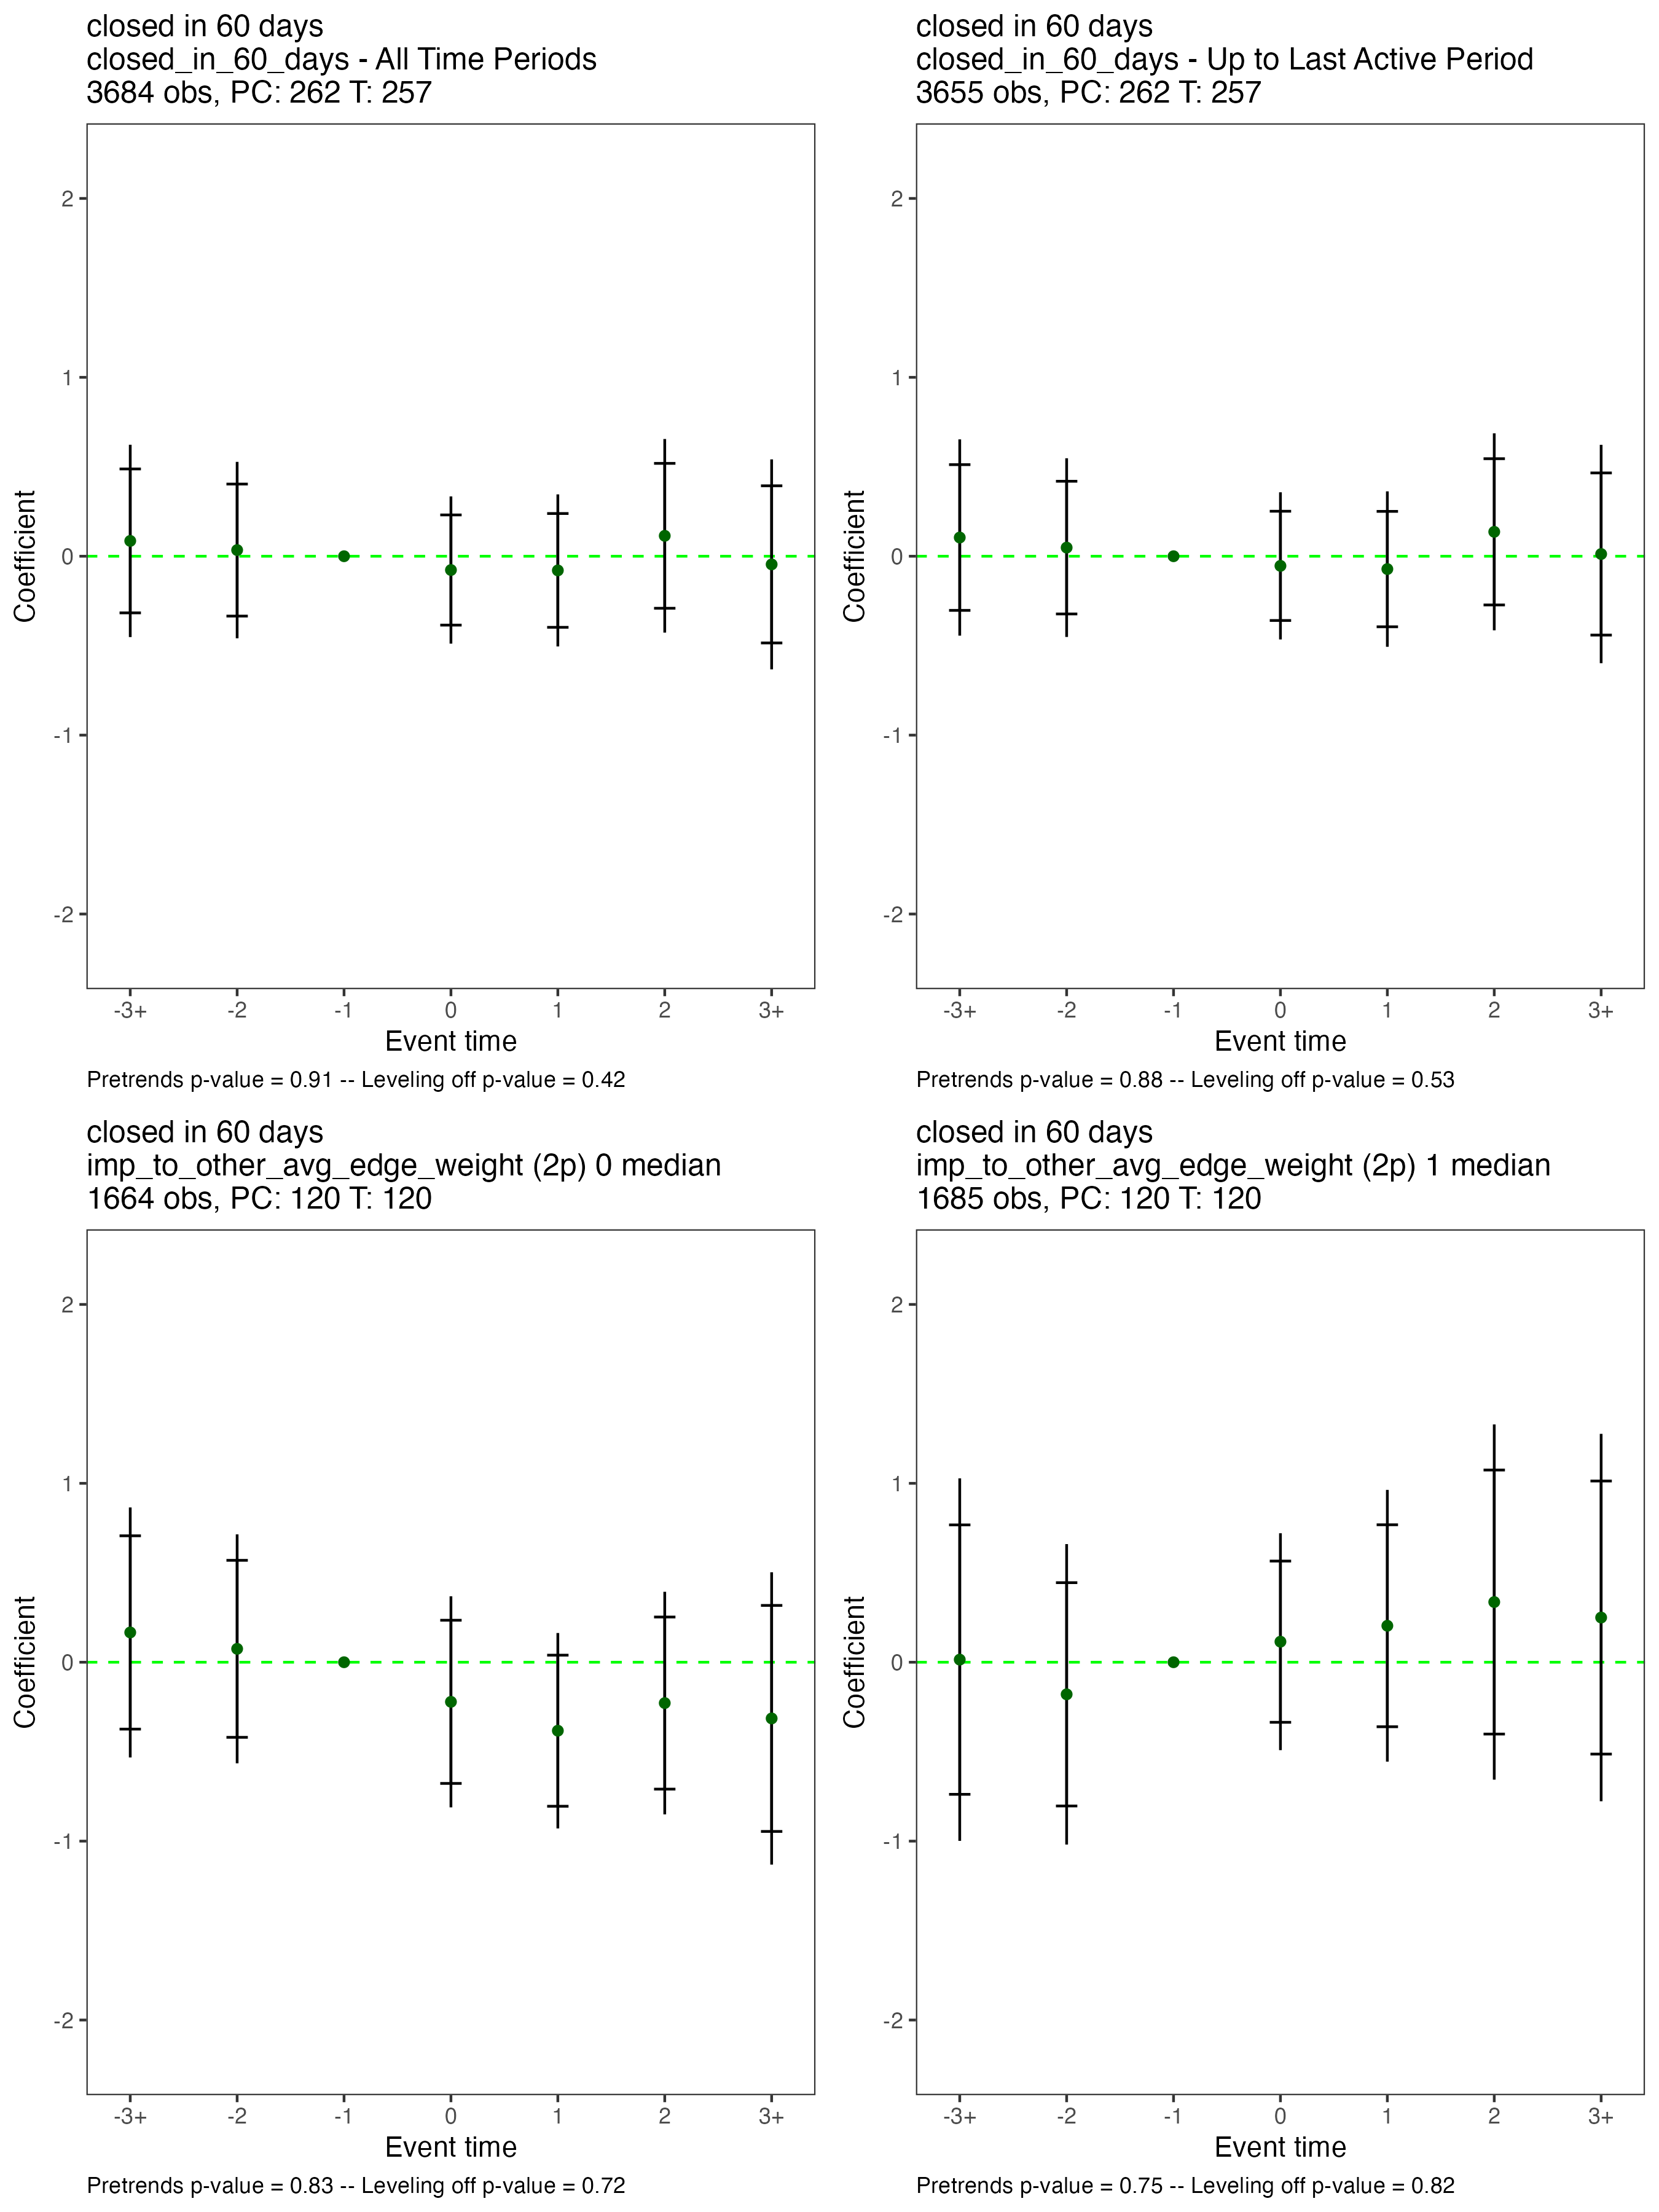 closed in 60 days
closed_in_60_days - All Time Periods
3684 obs, PC: 262 T: 257
2
1
0
-1
-2
Coefficient
-3+ -2 -1 0 1 2 3+
Event time
Pretrends p-value = 0.91 -- Leveling off p-value = 0.42
closed in 60 days
closed_in_60_days - Up to Last Active Period
3655 obs, PC: 262 T: 257
2
1
0
-1
-2
Coefficient
-3+ -2 -1 0 1 2 3+
Event time
Pretrends p-value = 0.88 -- Leveling off p-value = 0.53
closed in 60 days
imp_to_other_avg_edge_weight (2p) 0 median
1664 obs, PC: 120 T: 120
2
1
0
-1
-2
Coefficient
-3+ -2 -1 0 1 2 3+
Event time
Pretrends p-value = 0.83 -- Leveling off p-value = 0.72
closed in 60 days
imp_to_other_avg_edge_weight (2p) 1 median
1685 obs, PC: 120 T: 120
2
1
0
-1
-2
Coefficient
-3+ -2 -1 0 1 2 3+
Event time
Pretrends p-value = 0.75 -- Leveling off p-value = 0.82